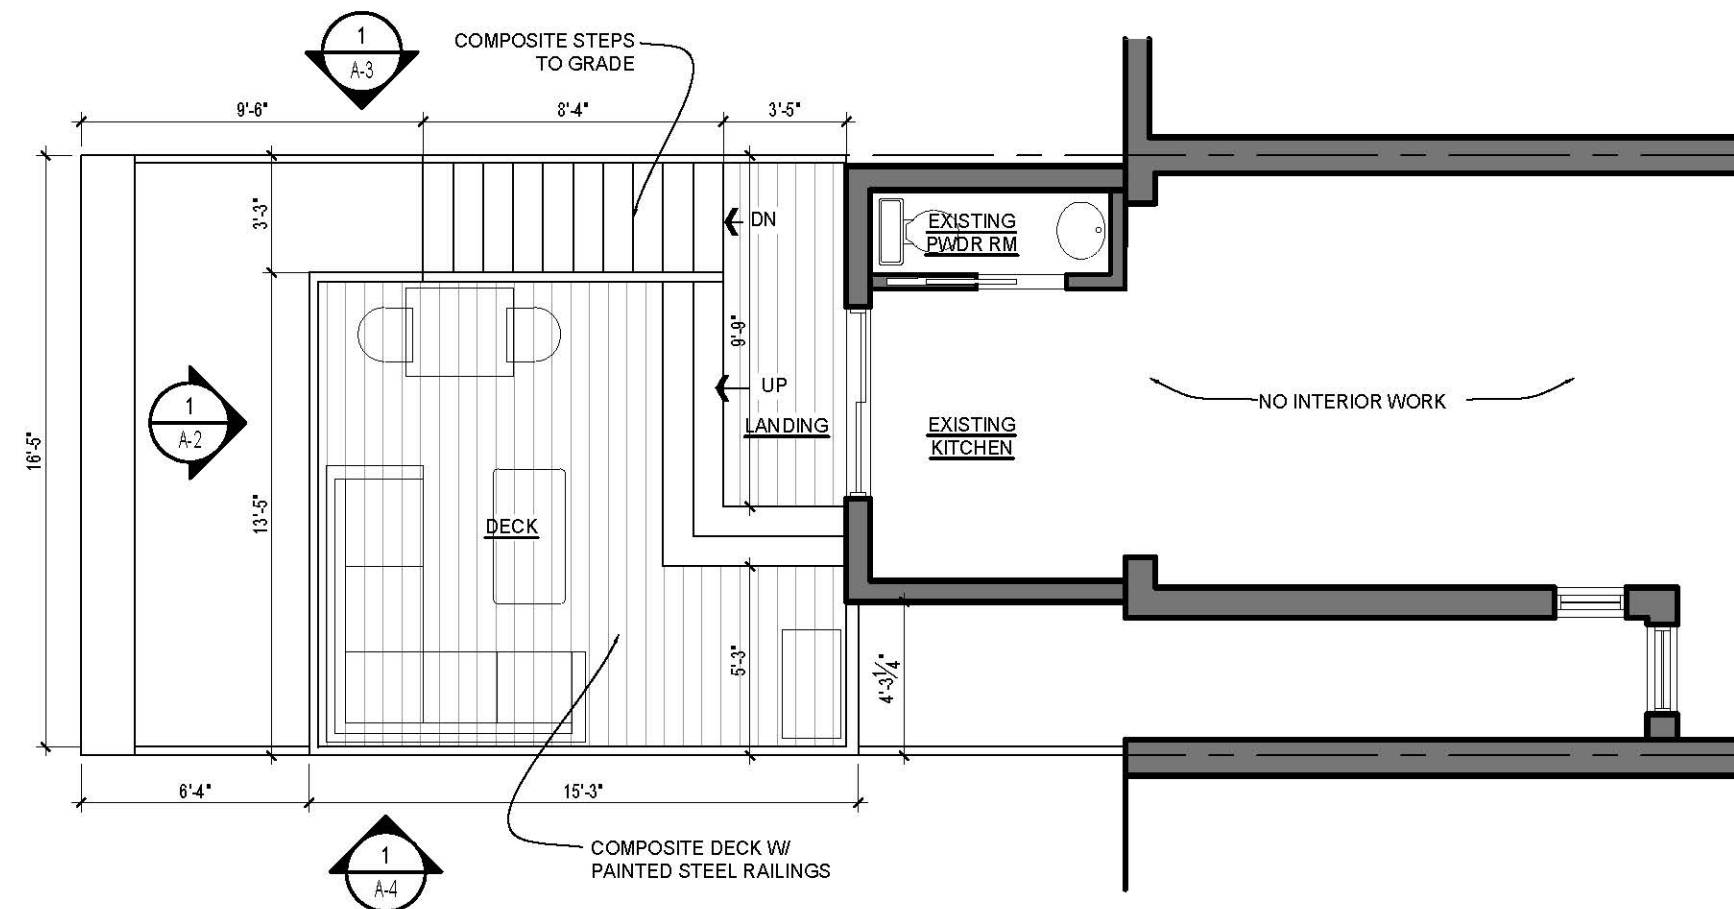 1
A-3
COMPOSITE STEPS
TO GRADE
9'-6"
8'-4"
3'-5"
3'-3"
DN
EXISTING
PWDR RM
9'-9"
UP
LANDING
NO INTERIOR WORK
1
A-2
EXISTING
KITCHEN
16'-5"
13'-5"
DECK
5'-3"
4'-3¼"
6'-4"
15'-3"
1
A-4
COMPOSITE DECK W/
PAINTED STEEL RAILINGS